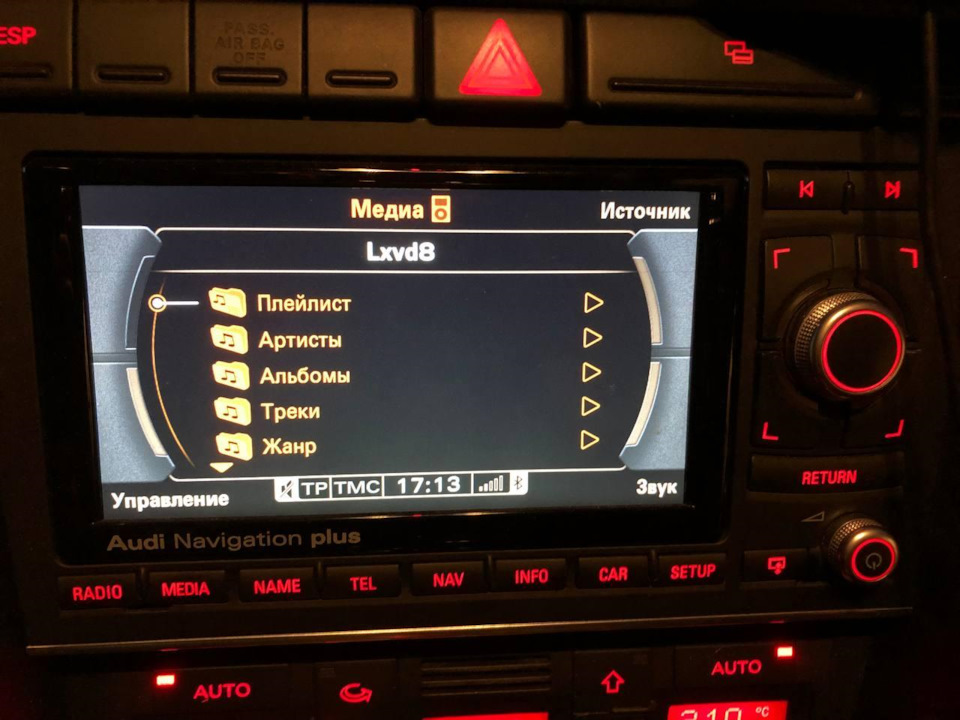 ESP
PASS.
AIR BAG
OFF
Медиа
Источник
Lxvd8
Плейлист
Артисты
Альбомы
Треки
Жанр
Управление
TP TMC 17:13
Звук
RETURN
Audi Navigation plus
RADIO MEDIA NAME TEL NAV INFO CAR SETUP
AUTO
AUTO
°C